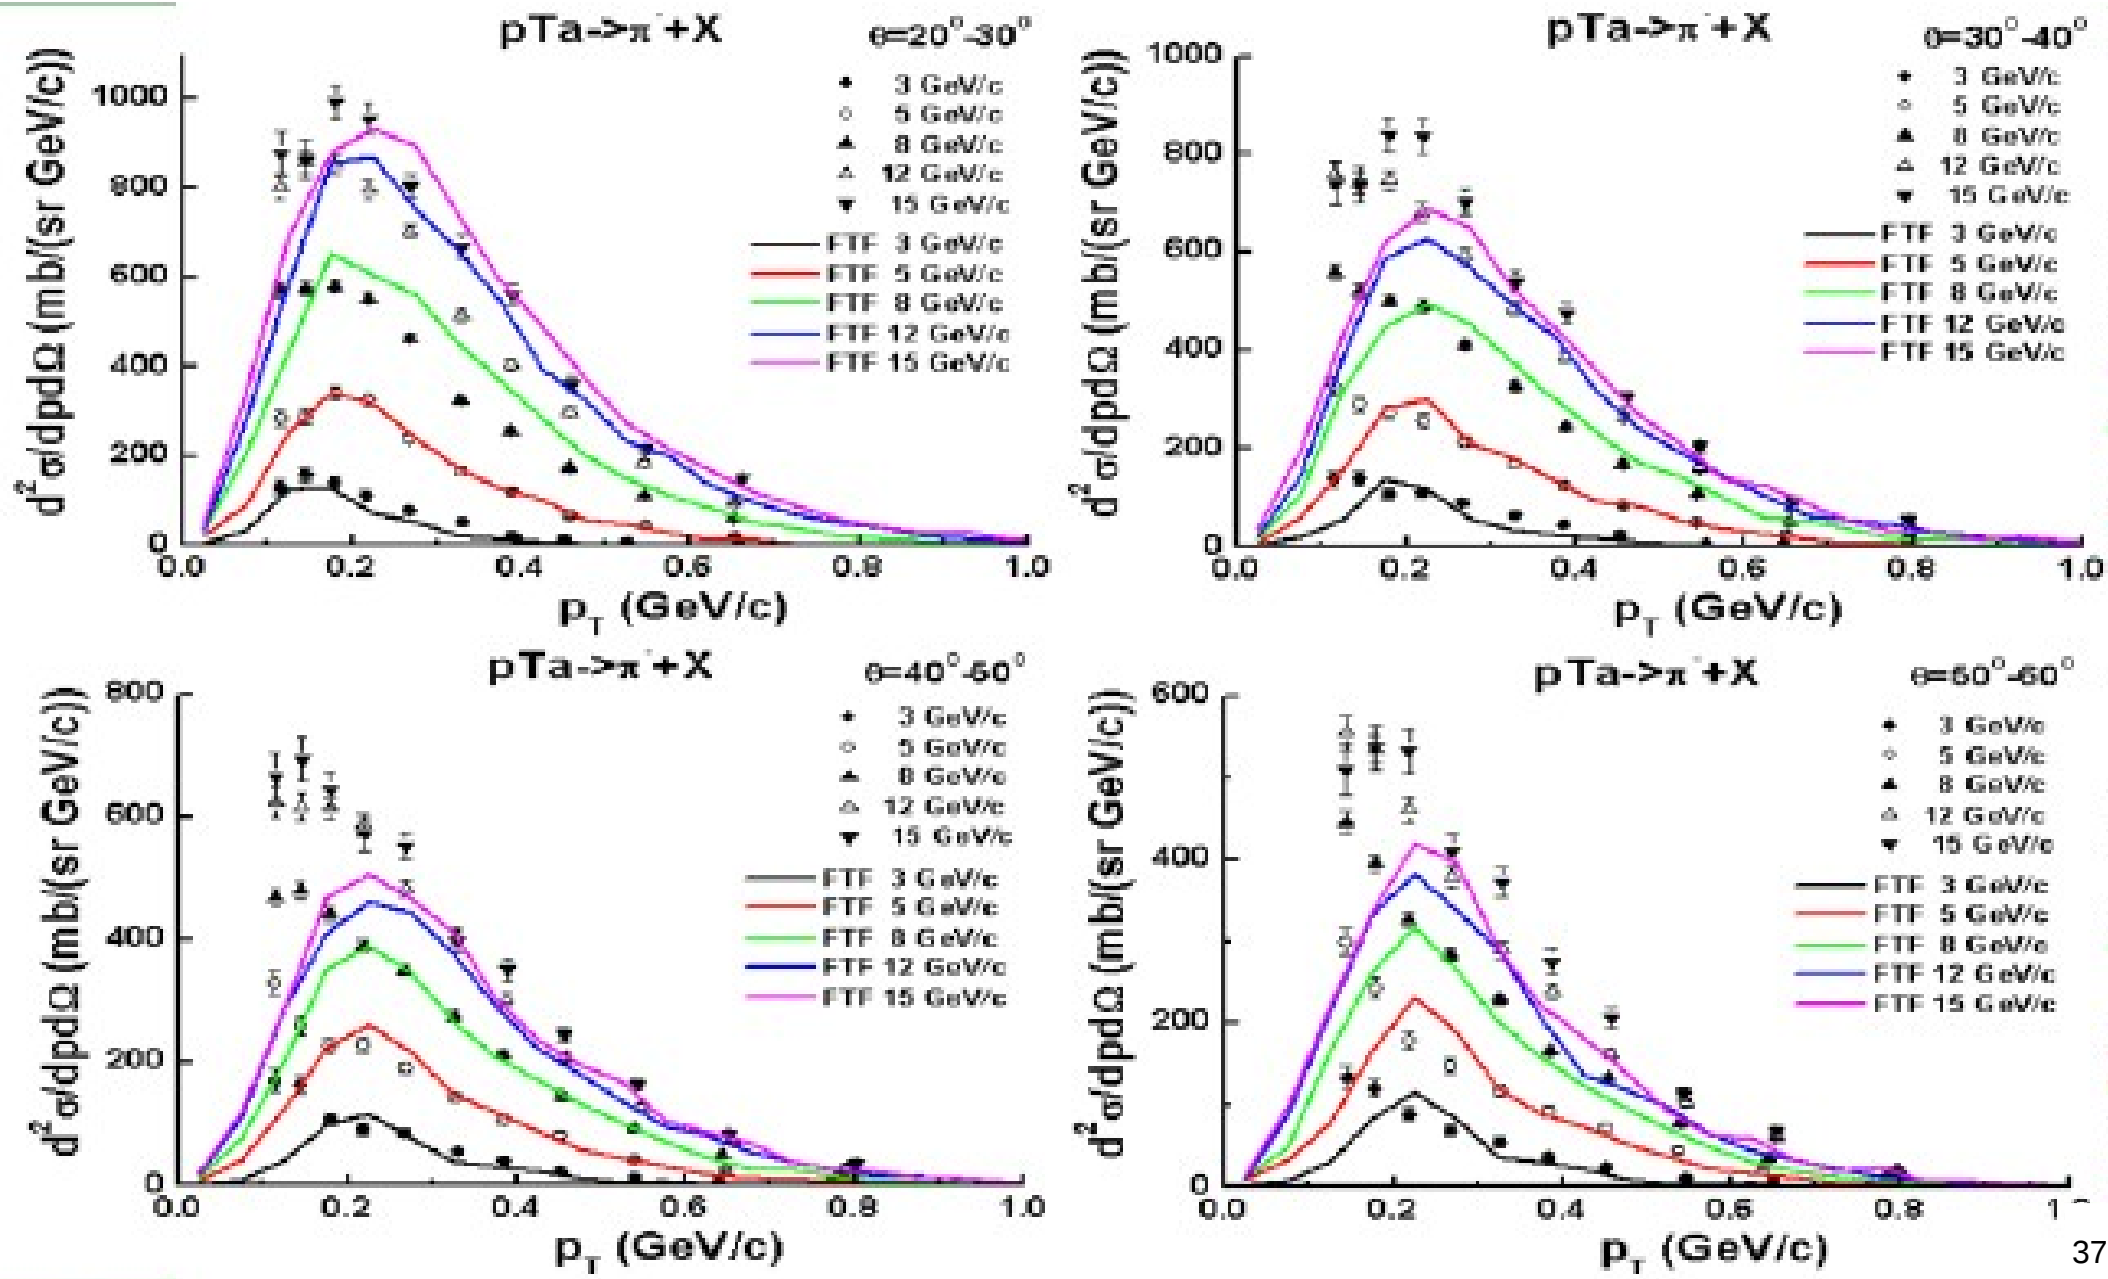 pTa->π⁻+X θ=20⁰-30⁰
d²σ/dpdΩ (mb/(sr GeV/c))
1000
800
600
400
200
0
3 GeV/c
5 GeV/c
8 GeV/c
12 GeV/c
15 GeV/c
FTF 3 GeV/c
FTF 5 GeV/c
FTF 8 GeV/c
FTF 12 GeV/c
FTF 15 GeV/c
0.0 0.2 0.4 0.6 0.8 1.0
p_T (GeV/c)
pTa->π⁻+X θ=30⁰-40⁰
d²σ/dpdΩ (mb/(sr GeV/c))
1000
800
600
400
200
0
3 GeV/c
5 GeV/c
8 GeV/c
12 GeV/c
15 GeV/c
FTF 3 GeV/c
FTF 5 GeV/c
FTF 8 GeV/c
FTF 12 GeV/c
FTF 15 GeV/c
0.0 0.2 0.4 0.6 0.8 1.0
p_T (GeV/c)
pTa->π⁻+X θ=40⁰-50⁰
d²σ/dpdΩ (mb/(sr GeV/c))
800
600
400
200
0
3 GeV/c
5 GeV/c
8 GeV/c
12 GeV/c
15 GeV/c
FTF 3 GeV/c
FTF 5 GeV/c
FTF 8 GeV/c
FTF 12 GeV/c
FTF 15 GeV/c
0.0 0.2 0.4 0.6 0.8 1.0
p_T (GeV/c)
pTa->π⁻+X θ=50⁰-60⁰
d²σ/dpdΩ (mb/(sr GeV/c))
600
400
200
0
3 GeV/c
5 GeV/c
8 GeV/c
12 GeV/c
15 GeV/c
FTF 3 GeV/c
FTF 5 GeV/c
FTF 8 GeV/c
FTF 12 GeV/c
FTF 15 GeV/c
0.0 0.2 0.4 0.6 0.8
p_T (GeV/c)
37